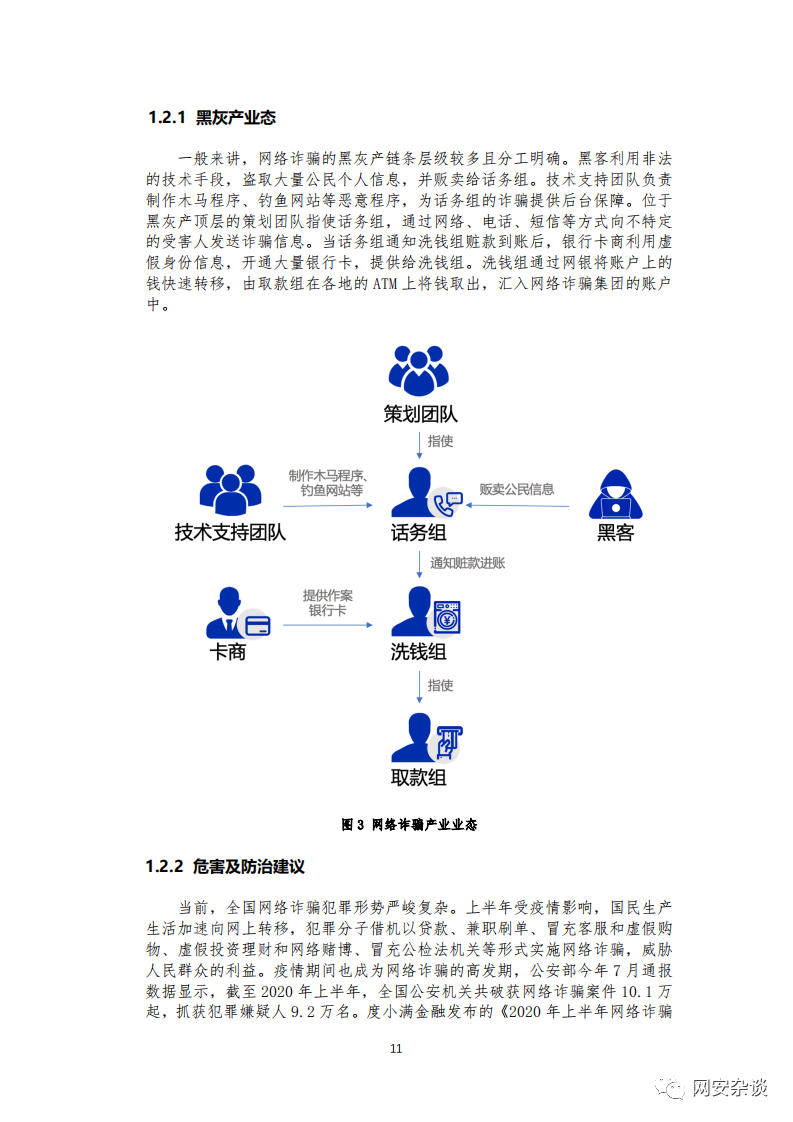 1.2.1 黑灰产业态
一般来讲，网络诈骗的黑灰产链条层级较多且分工明确。黑客利用非法
的技术手段，盗取大量公民个人信息，并贩卖给话务组。技术支持团队负责
制作木马程序、钓鱼网站等恶意程序，为话务组的诈骗提供后台保障。位于
黑灰产顶层的策划团队指使话务组，通过网络、电话、短信等方式向不特定
的受害人发送诈骗信息。当话务组通知洗钱组赃款到账后，银行卡商利用虚
假身份信息，开通大量银行卡，提供给洗钱组。洗钱组通过网银将账户上的
钱快速转移，由取款组在各地的 ATM 上将钱取出，汇入网络诈骗集团的账户
中。
策划团队
指使
制作木马程序、
钓鱼网站等
贩卖公民信息
技术支持团队
话务组
黑客
通知赃款进账
提供作案
银行卡
¥
卡商
洗钱组
指使
取款组
图 3 网络诈骗产业业态
1.2.2 危害及防治建议
当前，全国网络诈骗犯罪形势严峻复杂。上半年受疫情影响，国民生产
生活加速向网上转移，犯罪分子借机以贷款、兼职刷单、冒充客服和虚假购
物、虚假投资理财和网络赌博、冒充公检法机关等形式实施网络诈骗，威胁
人民群众的利益。疫情期间也成为网络诈骗的高发期，公安部今年 7 月通报
数据显示，截至 2020 年上半年，全国公安机关共破获网络诈骗案件 10.1 万
起，抓获犯罪嫌疑人 9.2 万名。度小满金融发布的《2020 年上半年网络诈骗
11
网安杂谈